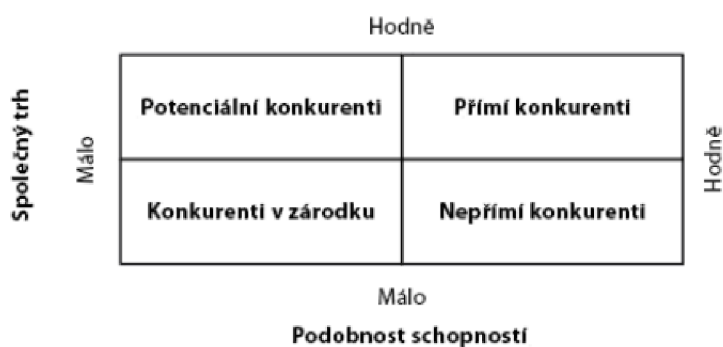 Hodně
Potenciální konkurenti
Přímí konkurenti
Společný trh
Málo
Hodně
Konkurenti v zárodku
Nepřímí konkurenti
Málo
Podobnost schopností